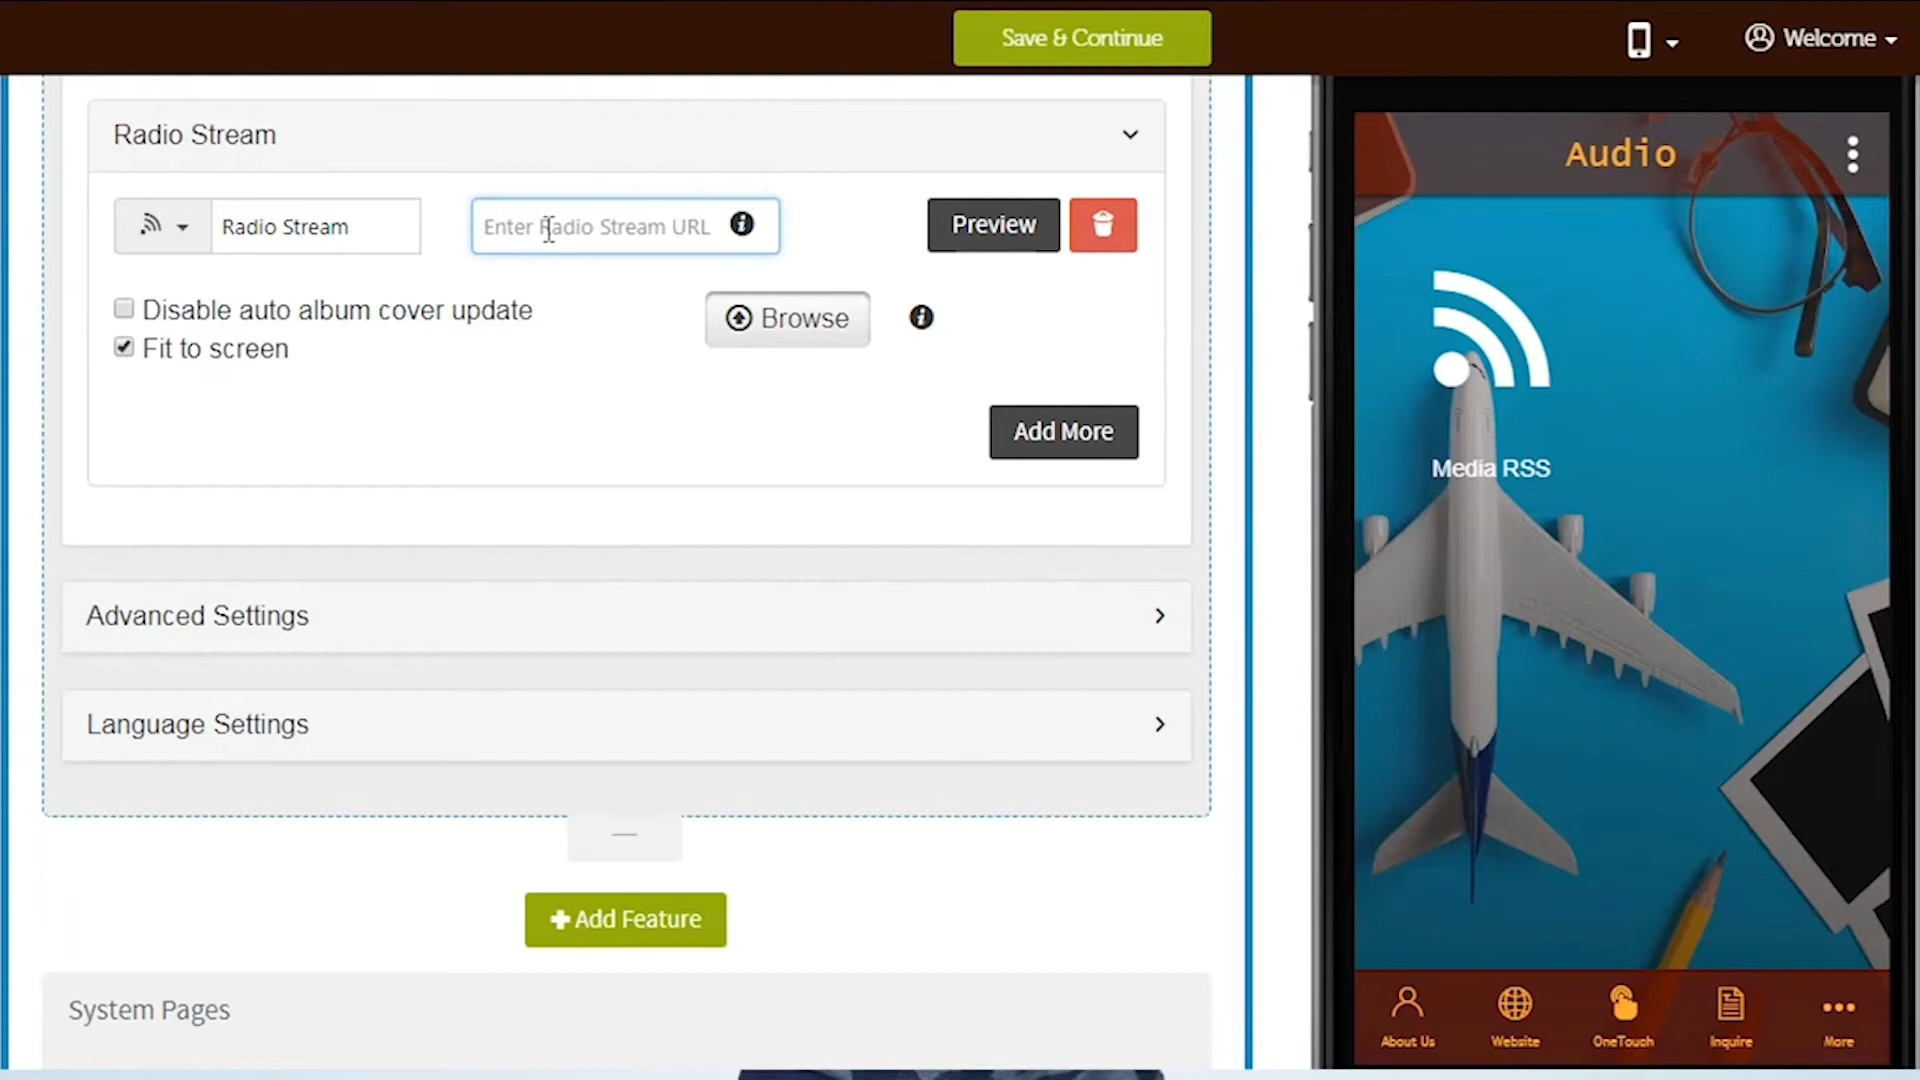 Save & Continue
Welcome
Radio Stream
Radio Stream
Enter Radio Stream URL
Preview
Disable auto album cover update
Fit to screen
Browse
Add More
Advanced Settings
Language Settings
Add Feature
System Pages
Audio
Media RSS
About Us
Website
OneTouch
Inquire
More